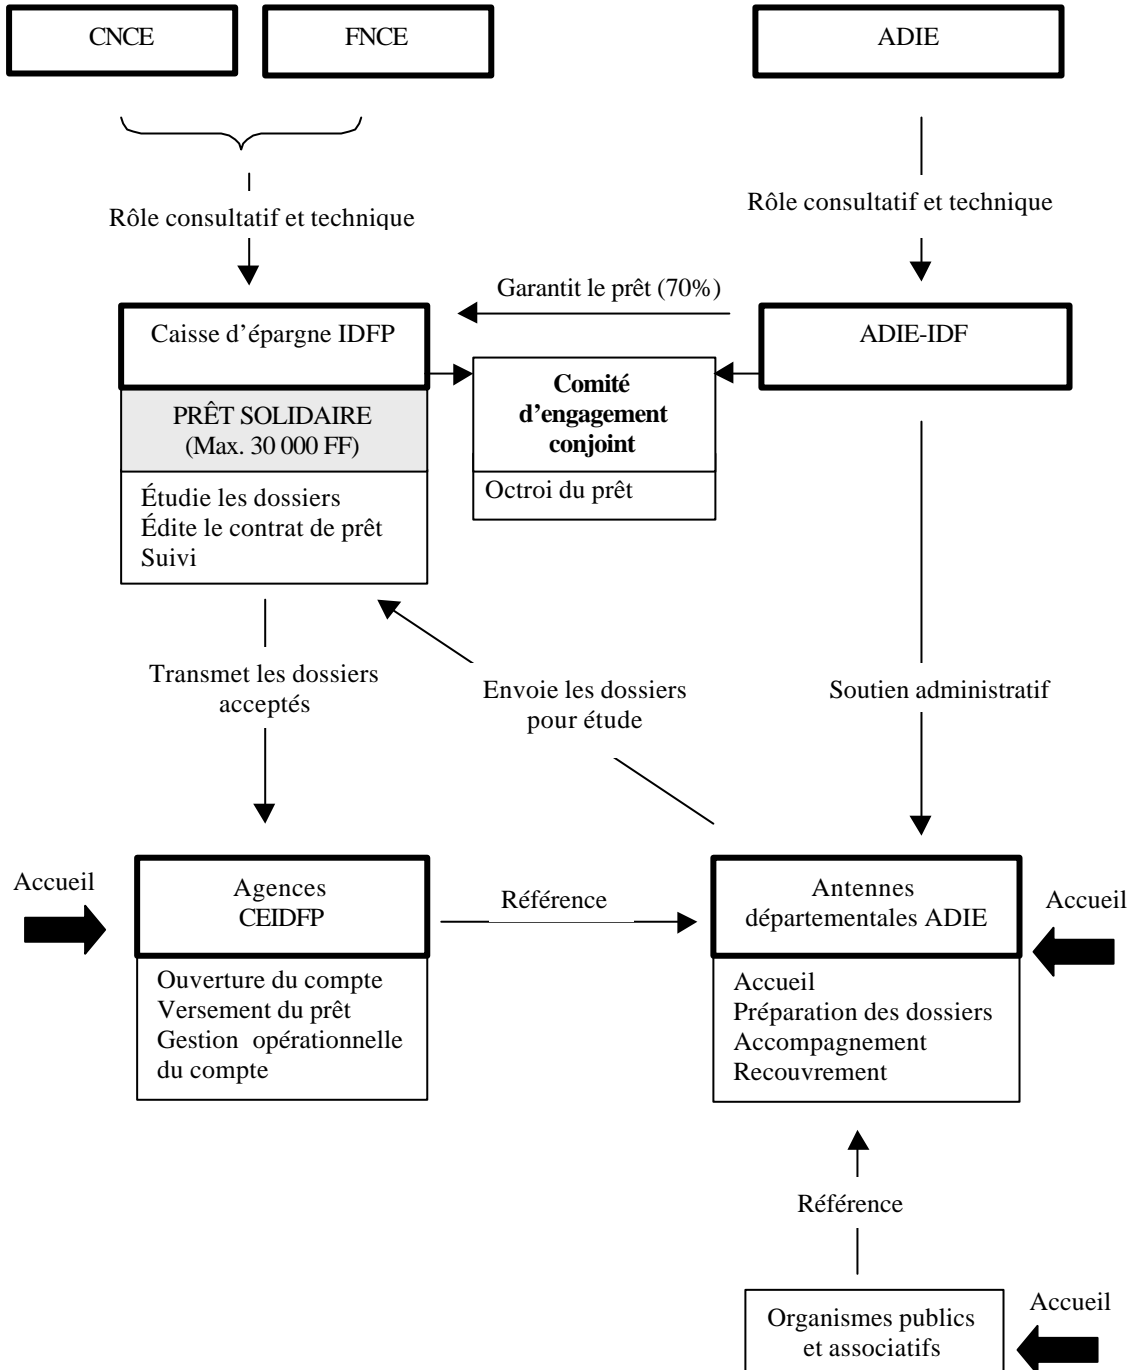 CNCE
FNCE
ADIE
Rôle consultatif et technique
Rôle consultatif et technique
Garantit le prêt (70%)
Caisse d’épargne IDFP
ADIE-IDF
PRÊT SOLIDAIRE
(Max. 30 000 FF)
Comité
d’engagement
conjoint
Octroi du prêt
Étudie les dossiers
Édite le contrat de prêt
Suivi
Transmet les dossiers
acceptés
Envoie les dossiers
pour étude
Soutien administratif
Accueil
Agences
CEIDFP
Référence
Antennes
départementales ADIE
Accueil
Ouverture du compte
Versement du prêt
Gestion opérationnelle
du compte
Accueil
Préparation des dossiers
Accompagnement
Recouvrement
Référence
Organismes publics
et associatifs
Accueil